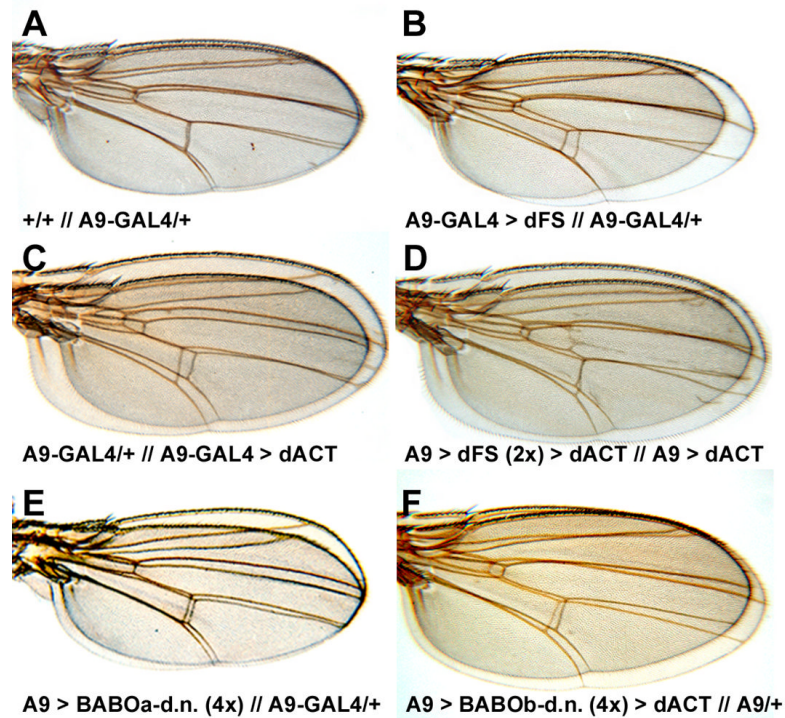 A
B
+/+ // A9-GAL4/+
A9-GAL4 > dFS // A9-GAL4/+
C
D
A9-GAL4/+ // A9-GAL4 > dACT
A9 > dFS (2x) > dACT // A9 > dACT
E
F
A9 > BABOa-d.n. (4x) // A9-GAL4/+
A9 > BABOb-d.n. (4x) > dACT // A9/+